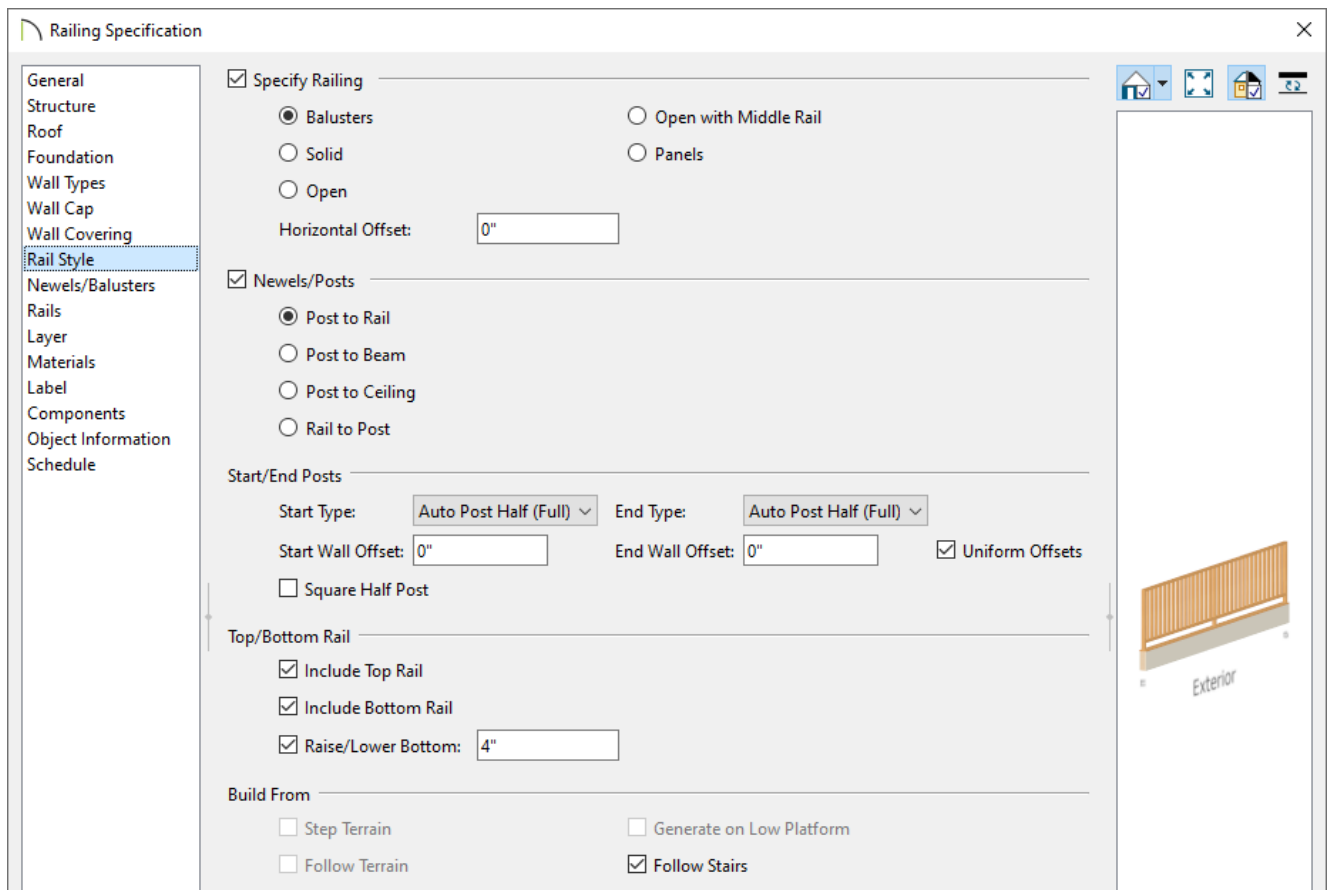 Railing Specification
General
Structure
Roof
Foundation
Wall Types
Wall Cap
Wall Covering
Rail Style
Newels/Balusters
Rails
Layer
Materials
Label
Components
Object Information
Schedule
Specify Railing
Balusters
Open with Middle Rail
Solid
Panels
Open
Horizontal Offset: 0"
Newels/Posts
Post to Rail
Post to Beam
Post to Ceiling
Rail to Post
Start/End Posts
Start Type: Auto Post Half (Full) End Type: Auto Post Half (Full)
Start Wall Offset: 0" End Wall Offset: 0" Uniform Offsets
Square Half Post
Top/Bottom Rail
Include Top Rail
Include Bottom Rail
Raise/Lower Bottom: 4"
Build From
Step Terrain
Generate on Low Platform
Follow Terrain
Follow Stairs
Exterior